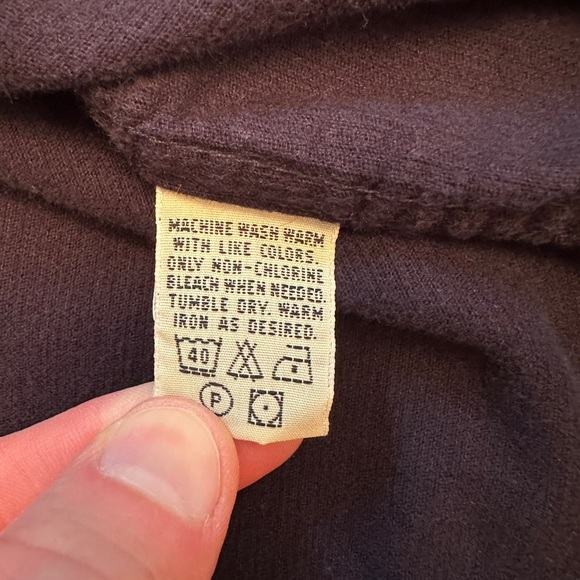 MACHINE WASH WARM
WITH LIKE COLORS.
ONLY NON-CHLORINE
BLEACH WHEN NEEDED.
TUMBLE DRY. WARM
IRON AS DESIRED.
40
P